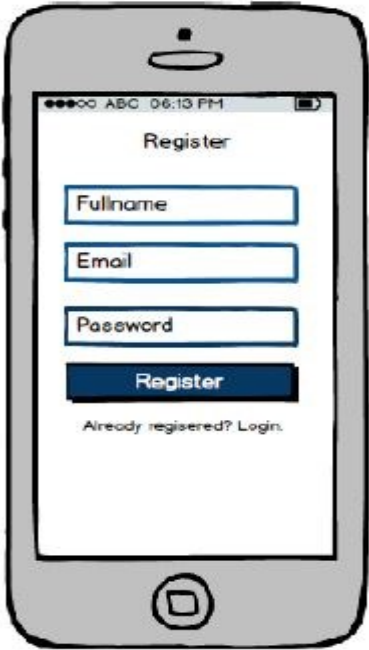 ABC 06:13 PM
Register
Fullname
Email
Password
Register
Already regisered? Login.